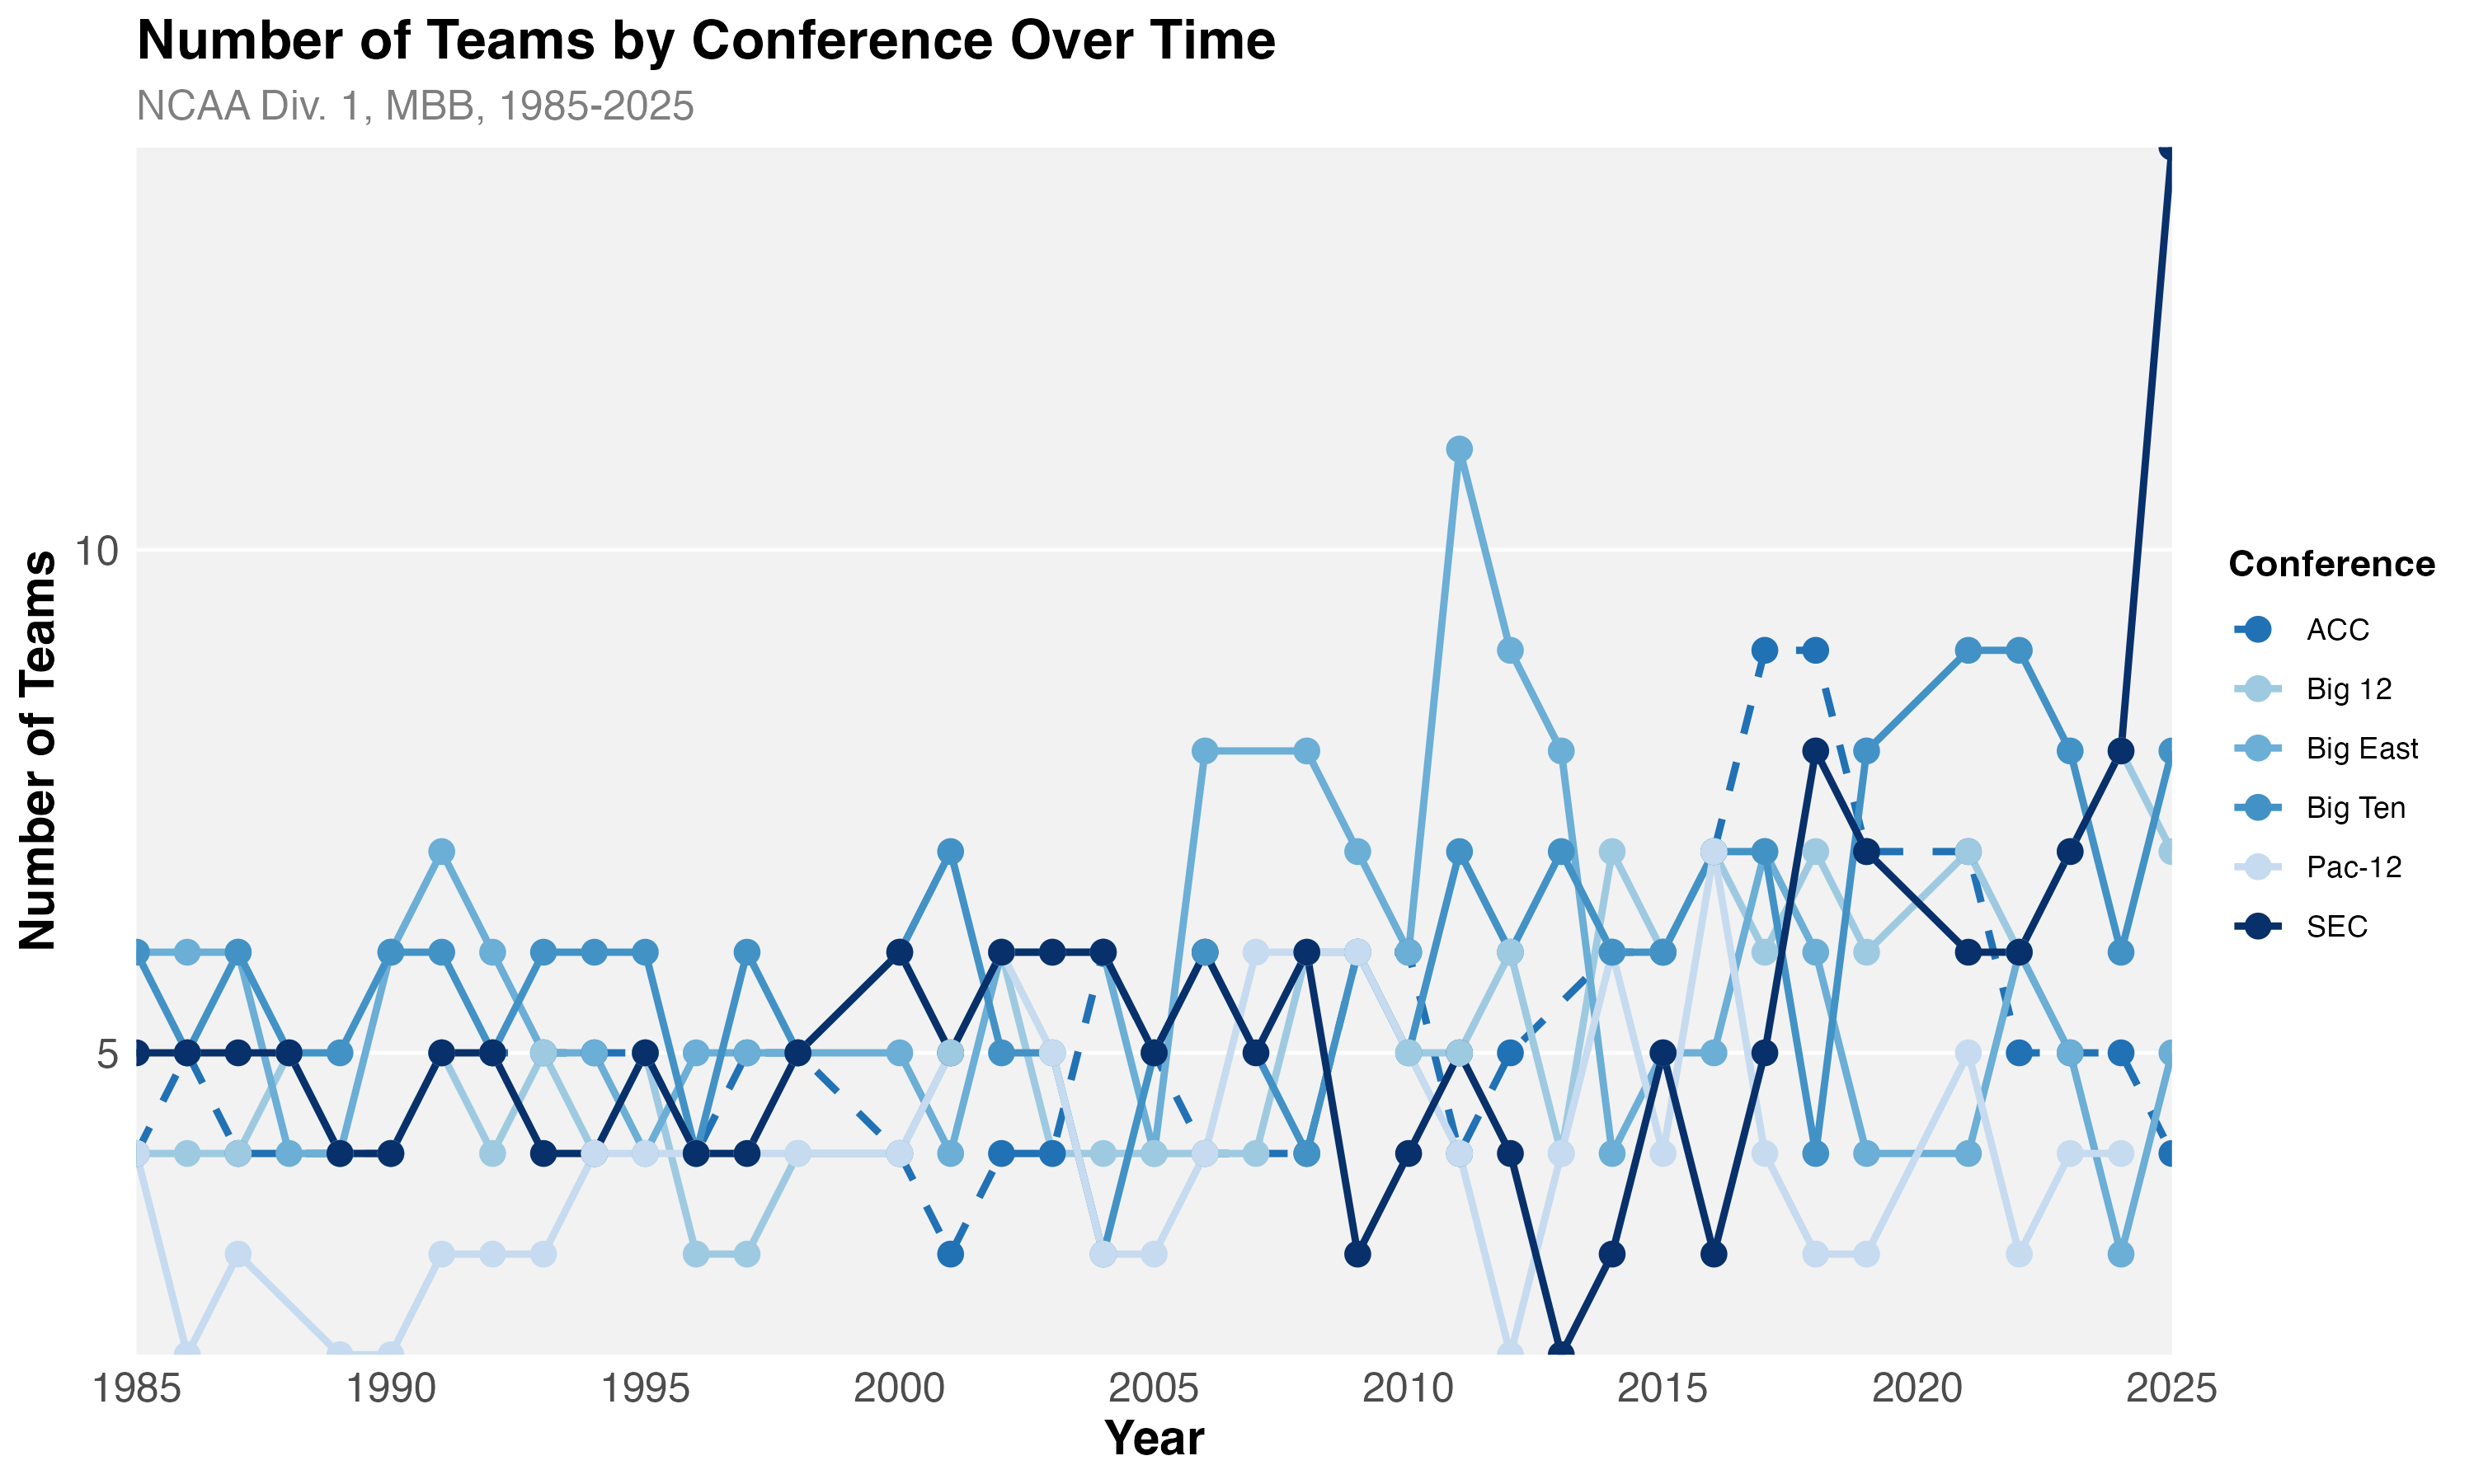 Number of Teams by Conference Over Time
NCAA Div. 1, MBB, 1985-2025
Number of Teams
10
5
1985
1990
1995
2000
2005
2010
2015
2020
2025
Year
Conference
ACC
Big 12
Big East
Big Ten
Pac-12
SEC